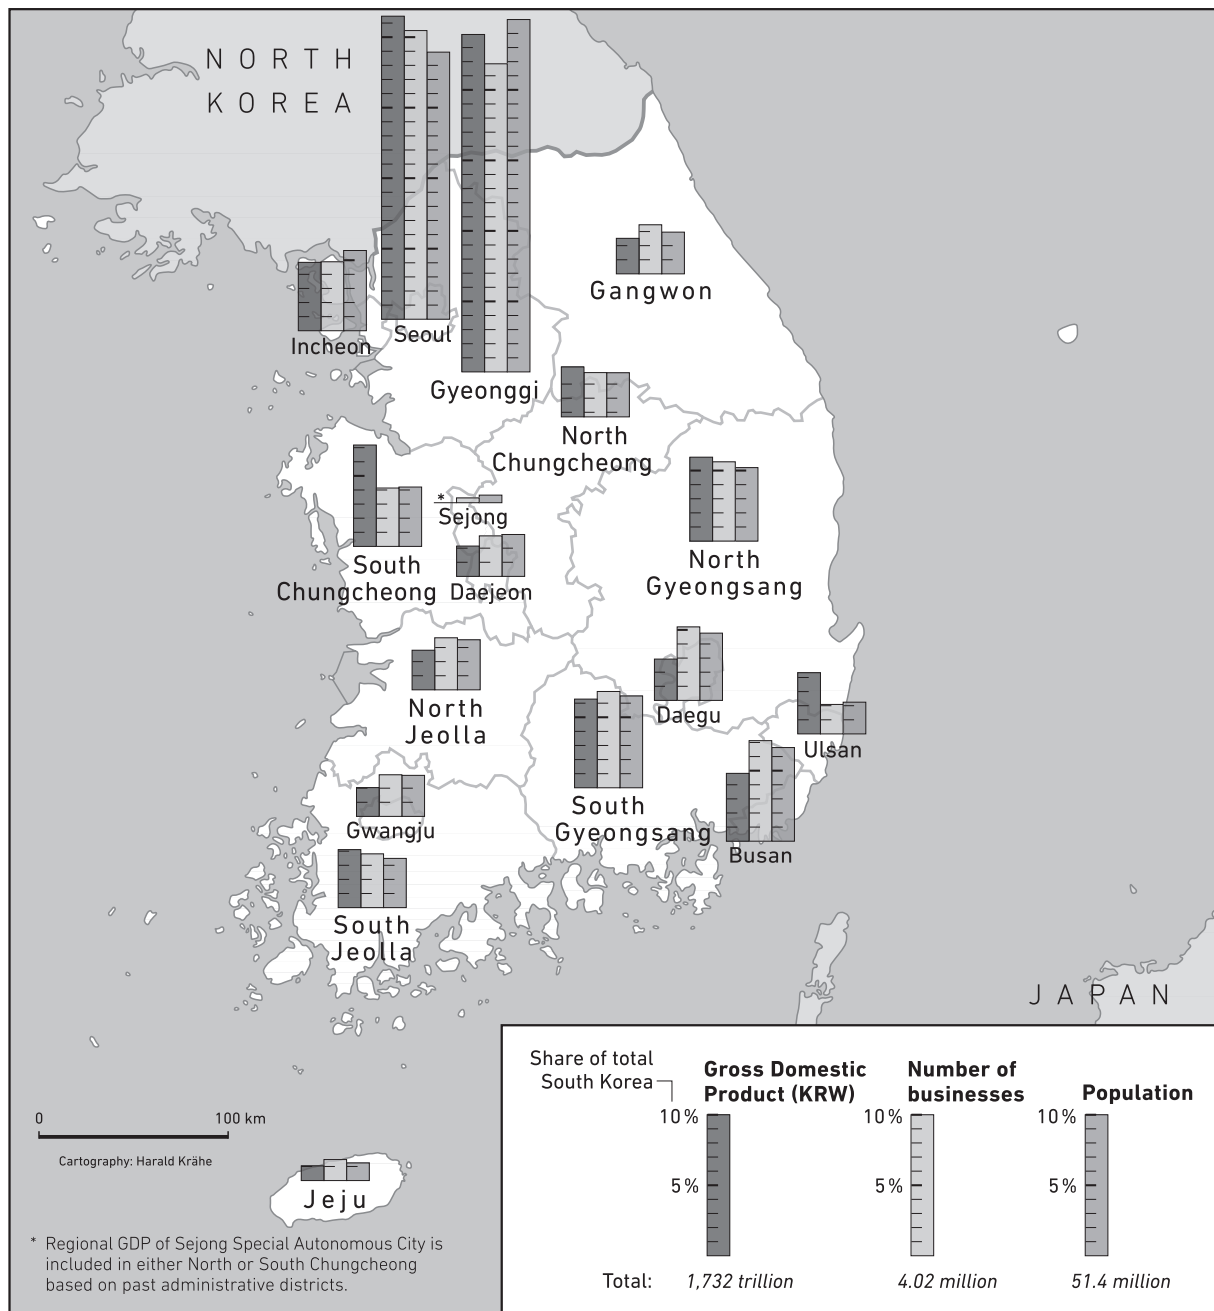 NORTH
KOREA
Gangwon
Incheon
Seoul
Gyeonggi
North
Chungcheong
*
Sejong
South
Chungcheong
Daejeon
North
Gyeongsang
North
Jeolla
Daegu
Ulsan
South
Gyeongsang
Busan
Gwangju
South
Jeolla
JAPAN
0 100 km
Cartography: Harald Krähe
Jeju
* Regional GDP of Sejong Special Autonomous City is
included in either North or South Chungcheong
based on past administrative districts.
Share of total
South Korea
Gross Domestic
Product (KRW)
Number of
businesses
Population
10% 10% 10%
5% 5% 5%
Total: 1,732 trillion 4.02 million 51.4 million